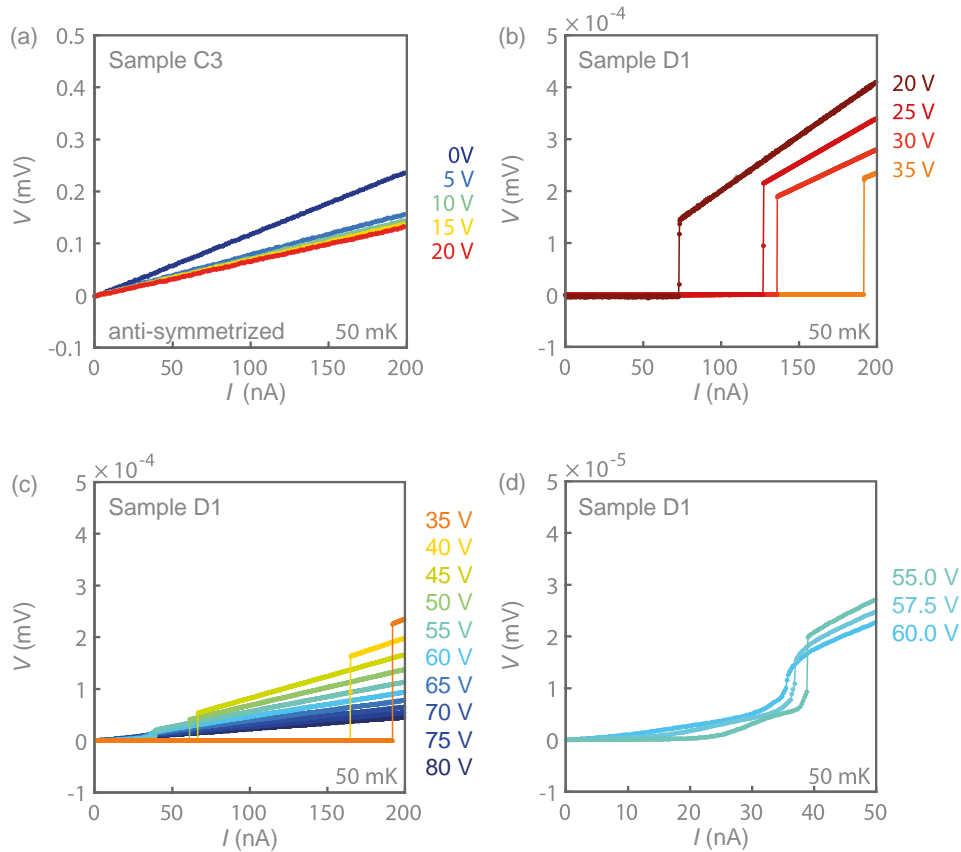 (a)
0.5
0.4
0.3
0.2
0.1
0
-0.1
V (mV)
Sample C3
anti-symmetrized
50 mK
0
50
100
150
200
I (nA)
0V
5 V
10 V
15 V
20 V
(b)
× 10⁻⁴
5
4
3
2
1
0
-1
V (mV)
Sample D1
50 mK
0
50
100
150
200
I (nA)
20 V
25 V
30 V
35 V
(c)
× 10⁻⁴
5
4
3
2
1
0
-1
V (mV)
Sample D1
50 mK
0
50
100
150
200
I (nA)
35 V
40 V
45 V
50 V
55 V
60 V
65 V
70 V
75 V
80 V
(d)
× 10⁻⁵
5
4
3
2
1
0
-1
V (mV)
Sample D1
50 mK
0
10
20
30
40
50
I (nA)
55.0 V
57.5 V
60.0 V